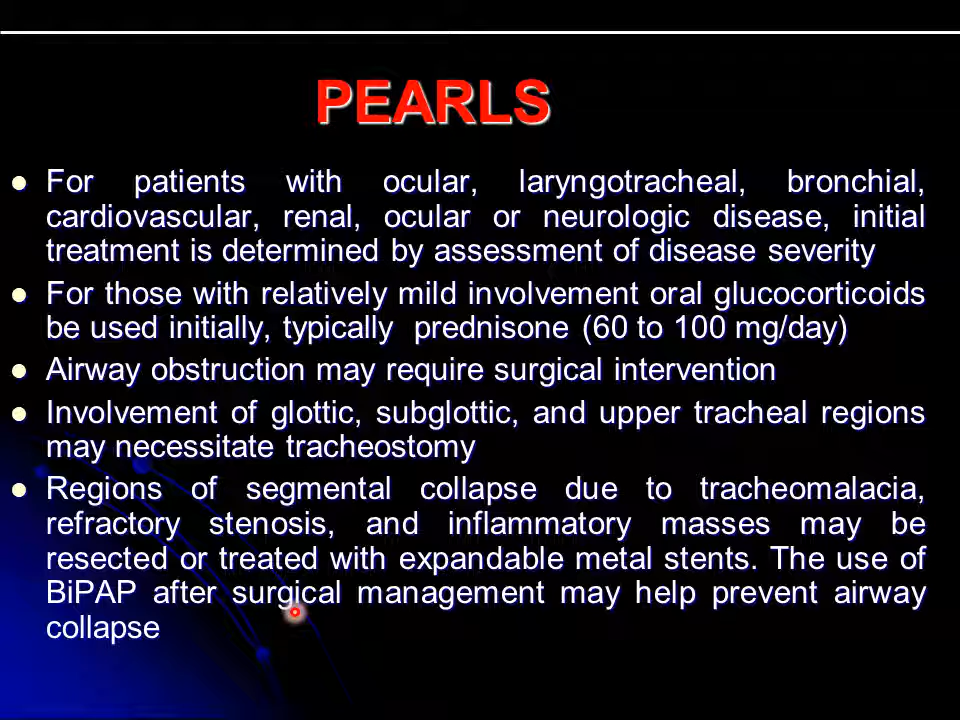 PEARLS
For patients with ocular, laryngotracheal, bronchial,
cardiovascular, renal, ocular or neurologic disease, initial
treatment is determined by assessment of disease severity
For those with relatively mild involvement oral glucocorticoids
be used initially, typically prednisone (60 to 100 mg/day)
Airway obstruction may require surgical intervention
Involvement of glottic, subglottic, and upper tracheal regions
may necessitate tracheostomy
Regions of segmental collapse due to tracheomalacia,
refractory stenosis, and inflammatory masses may be
resected or treated with expandable metal stents. The use of
BiPAP after surgical management may help prevent airway
collapse